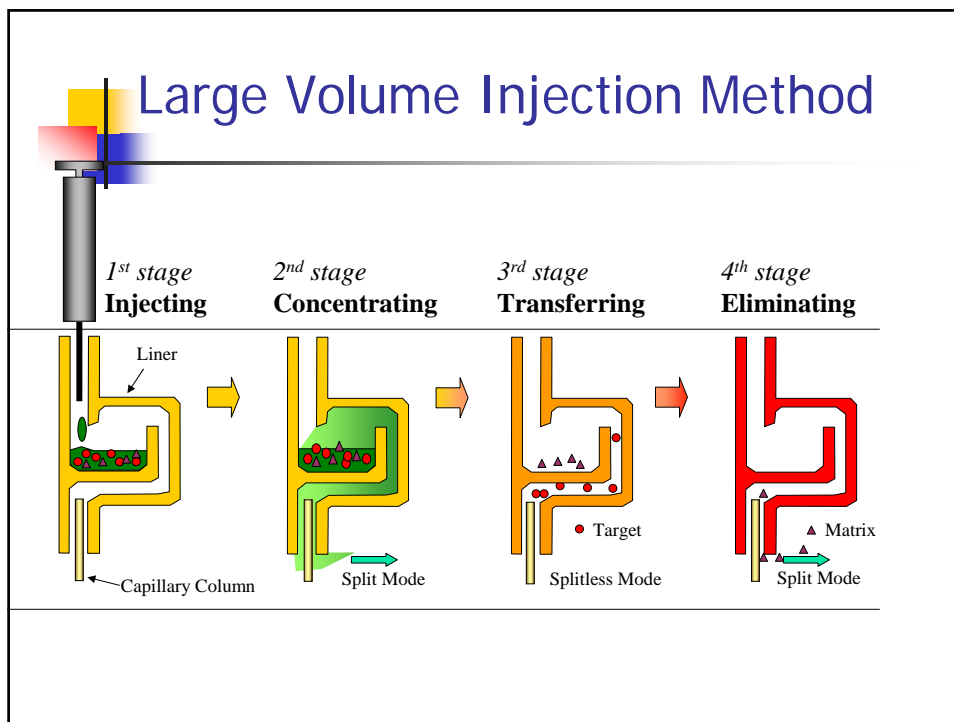 Large Volume Injection Method
1st stage
Injecting
2nd stage
Concentrating
3rd stage
Transferring
4th stage
Eliminating
Liner
Capillary Column
Split Mode
Target
Splitless Mode
Matrix
Split Mode